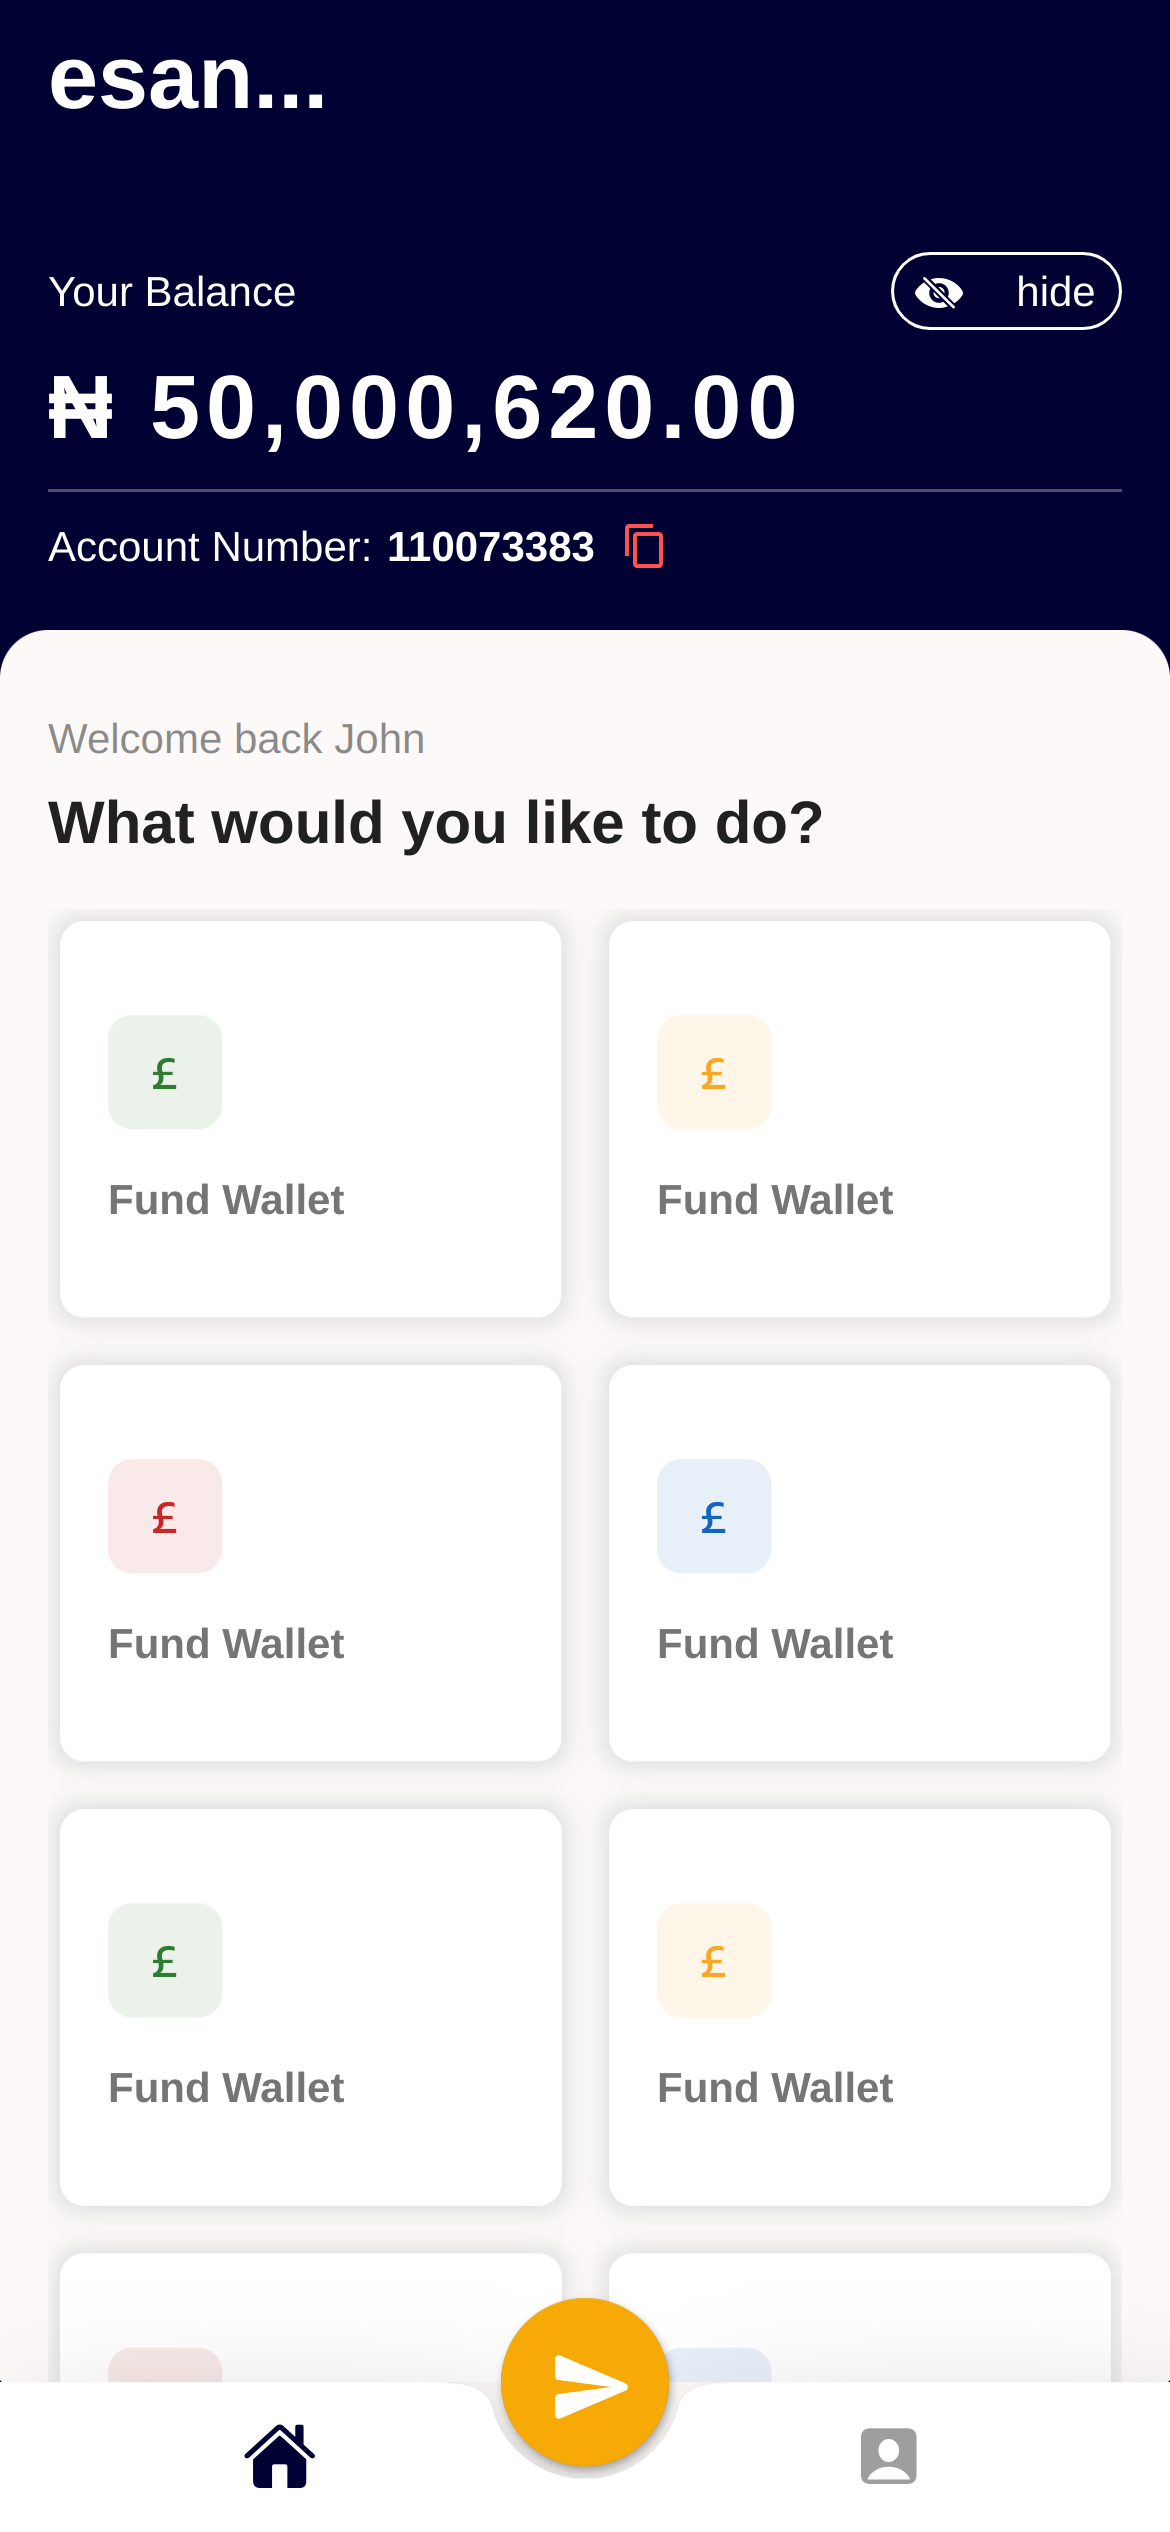 esan...
Your Balance
hide
₦ 50,000,620.00
Account Number: 110073383
Welcome back John
What would you like to do?
£
£
Fund Wallet
Fund Wallet
£
£
Fund Wallet
Fund Wallet
£
£
Fund Wallet
Fund Wallet